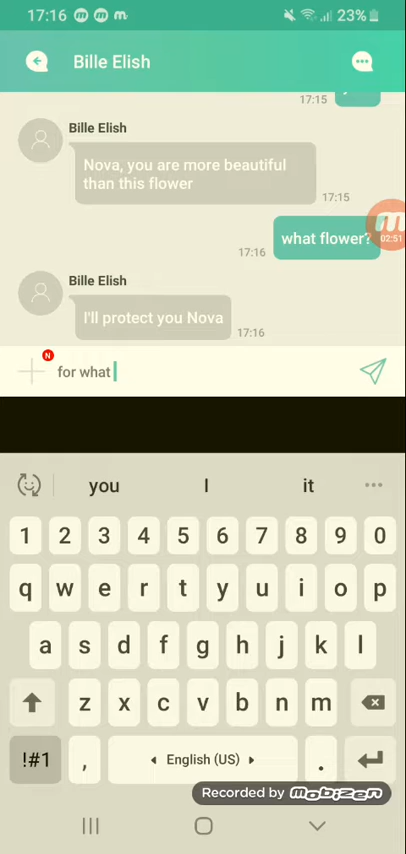 17:16
23%
Bille Elish
17:15
Bille Elish
Nova, you are more beautiful
than this flower
17:15
what flower?
17:16
02:51
Bille Elish
I'll protect you Nova
17:16
N
for what
you I it
1 2 3 4 5 6 7 8 9 0
q w e r t y u i o p
a s d f g h j k l
z x c v b n m
!#1 , English (US) .
Recorded by mobizen